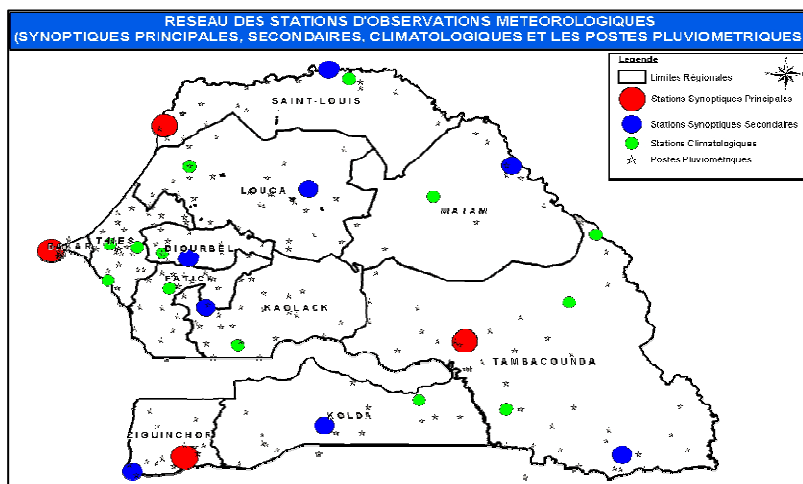 RESEAU DES STATIONS D'OBSERVATIONS METEOROLOGIQUES
(SYNOPTIQUES PRINCIPALES, SECONDAIRES, CLIMATOLOGIQUES ET LES POSTES PLUVIOMETRIQUES
Legende
Limites Régionales
Stations Synoptiques Principales
Stations Synoptiques Secondaires
Stations Climatologiques
Postes Pluviométriques
SAINT-LOUIS
LOUGA
MATAM
DAKAR
THIES
DIOURBEL
FATICK
KAOLACK
TAMBACOUNDA
KOLDA
ZIGUINCHOR